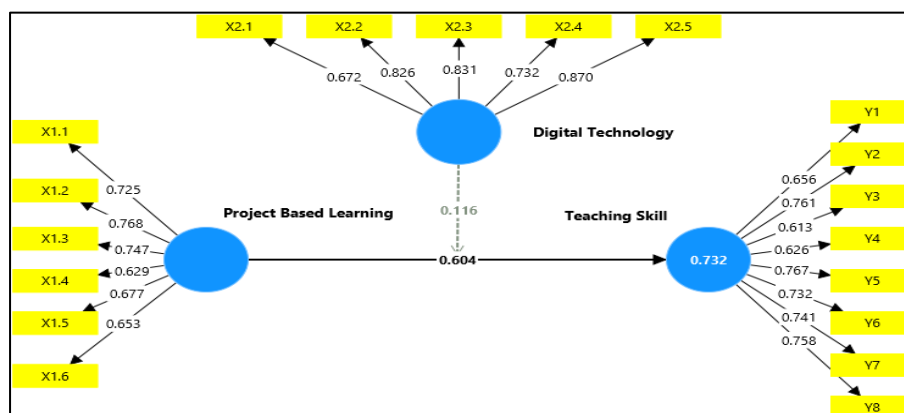 X2.1 X2.2 X2.3 X2.4 X2.5
0.672 0.826 0.831 0.732 0.870
Digital Technology
X1.1
X1.2
X1.3
X1.4
X1.5
X1.6
0.725
0.768
0.747
0.629
0.677
0.653
Project Based Learning
0.116
0.604
Teaching Skill
0.732
0.656
0.761
0.613
0.626
0.767
0.732
0.741
0.758
Y1
Y2
Y3
Y4
Y5
Y6
Y7
Y8